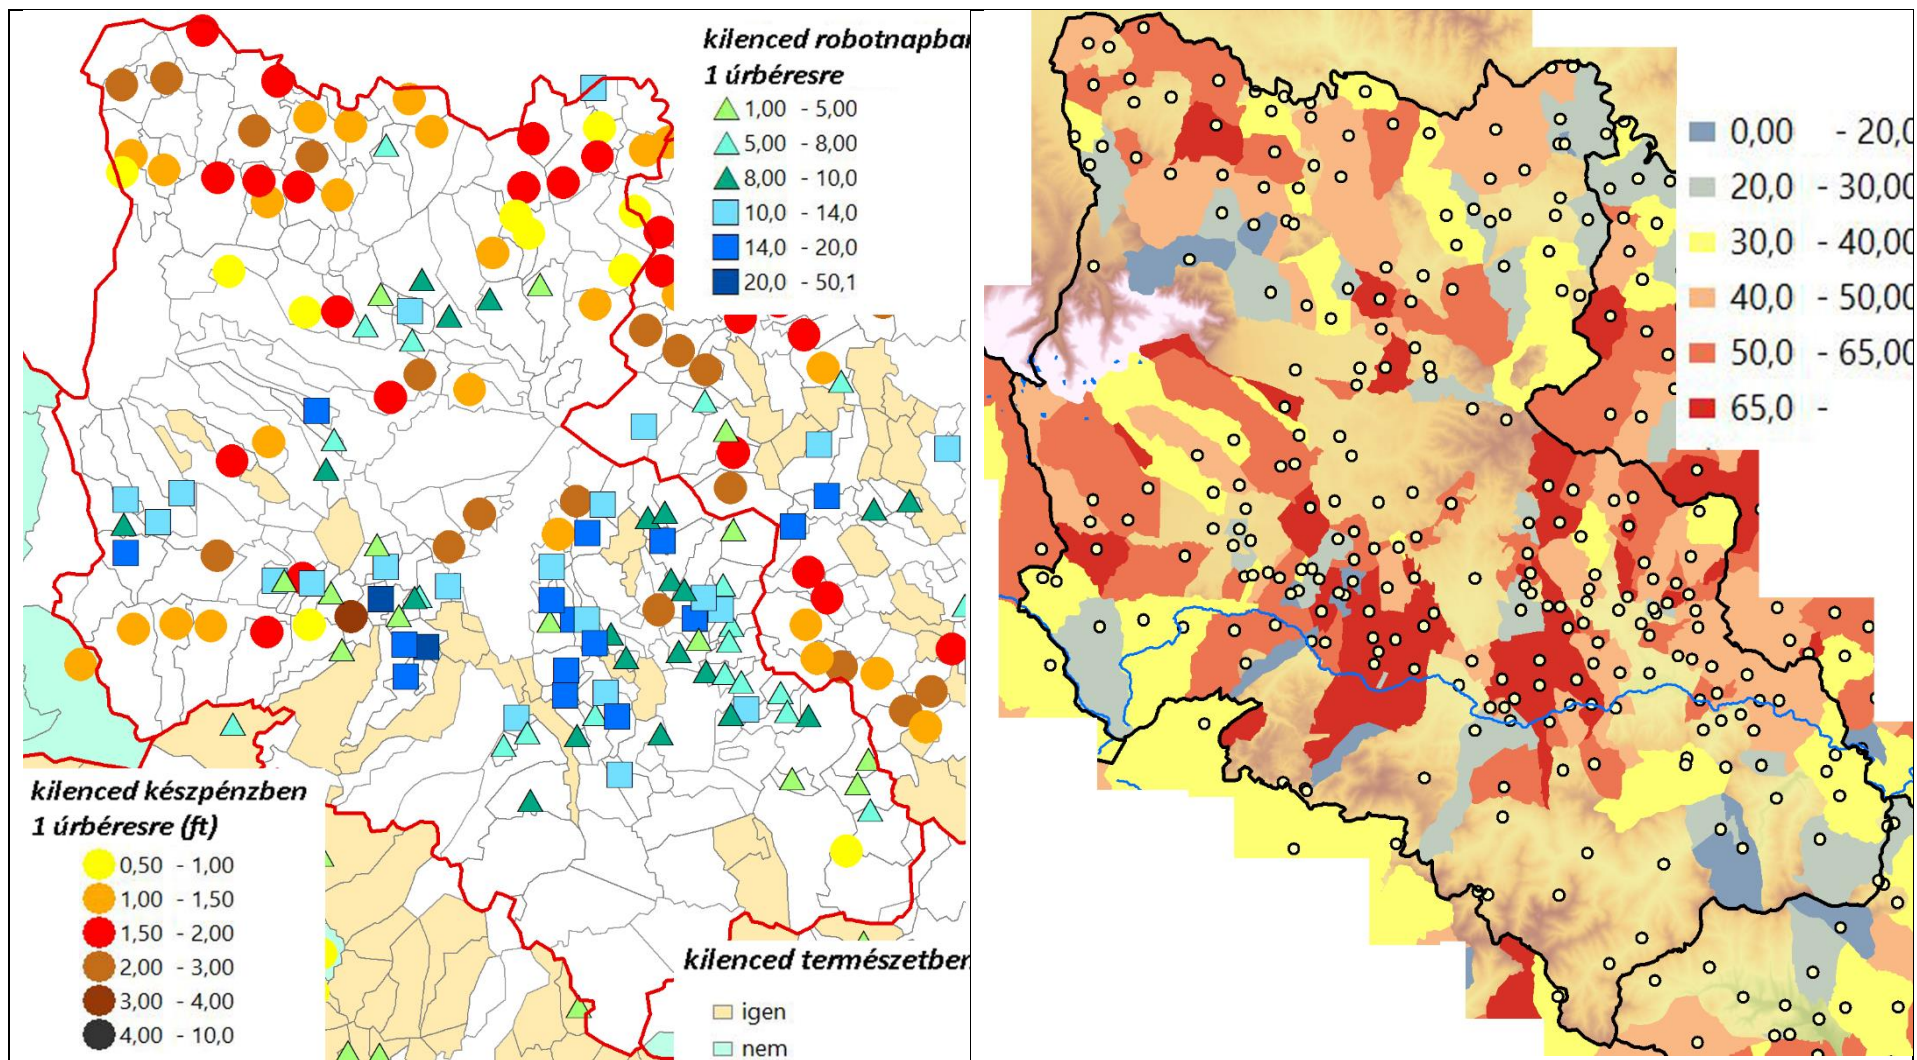 kilenced robotnapban
1 úrbéresre
1,00 - 5,00
5,00 - 8,00
8,00 - 10,0
10,0 - 14,0
14,0 - 20,0
20,0 - 50,1
kilenced készpénzben
1 úrbéresre (ft)
0,50 - 1,00
1,00 - 1,50
1,50 - 2,00
2,00 - 3,00
3,00 - 4,00
4,00 - 10,0
kilenced természetben
igen
nem
0,00 - 20,0
20,0 - 30,00
30,0 - 40,00
40,0 - 50,00
50,0 - 65,00
65,0 -